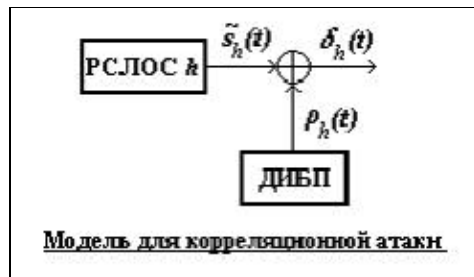 s̃ₕ(t) δₕ(t)
РСЛОС h
ρₕ(t)
ДИБП
Модель для корреляционной атаки